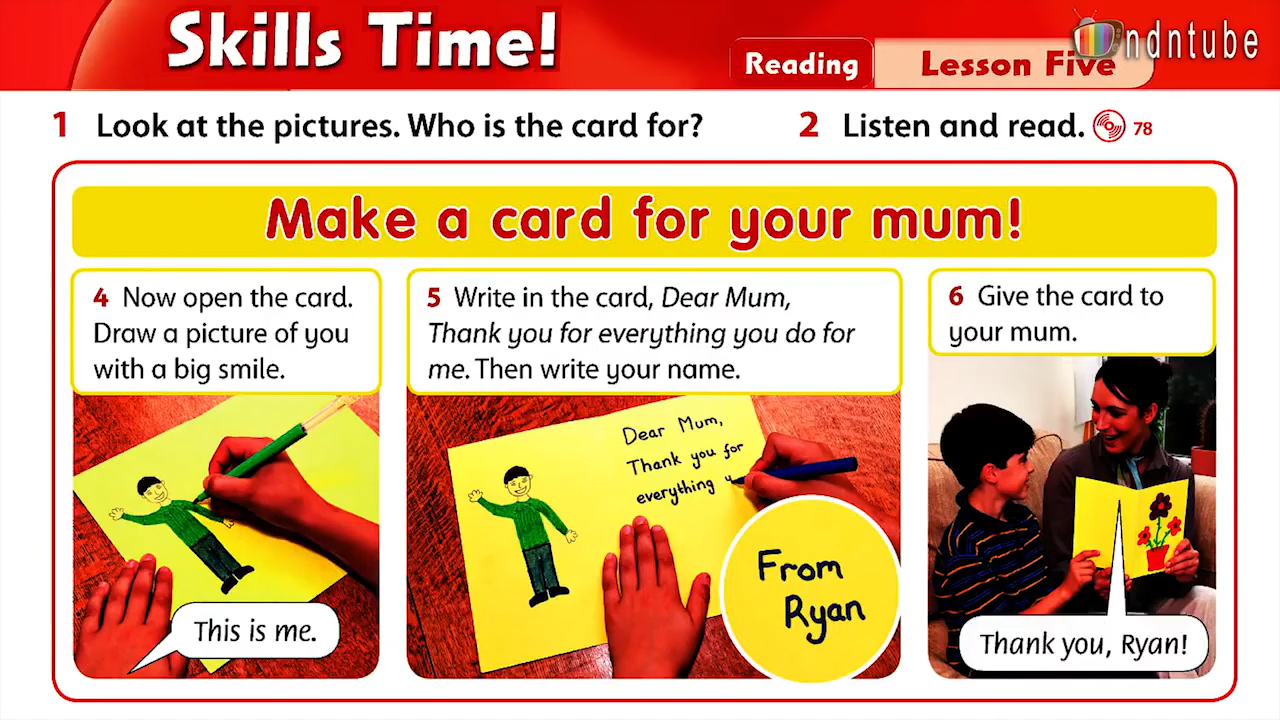 Skills Time!
Reading
Lesson Five
ndntube
1 Look at the pictures. Who is the card for?
2 Listen and read. 78
Make a card for your mum!
4 Now open the card.
Draw a picture of you
with a big smile.
This is me.
5 Write in the card, Dear Mum,
Thank you for everything you do for
me. Then write your name.
Dear Mum,
Thank you for
everything y
From
Ryan
6 Give the card to
your mum.
Thank you, Ryan!